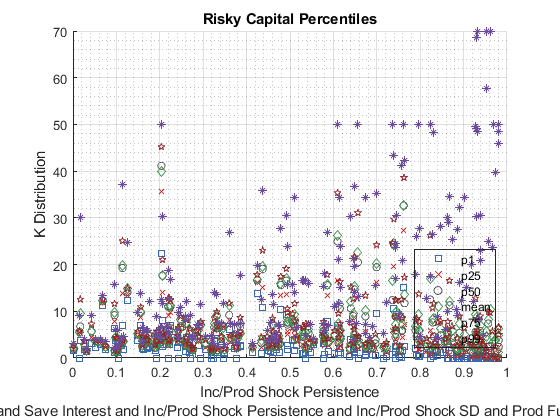 Risky Capital Percentiles
70
60
50
40
30
20
10
0
K Distribution
p1
p25
p50
mean
p75
0 0.1 0.2 0.3 0.4 0.5 0.6 0.7 0.8 0.9 1
Inc/Prod Shock Persistence
and Save Interest and Inc/Prod Shock Persistence and Inc/Prod Shock SD and Prod F